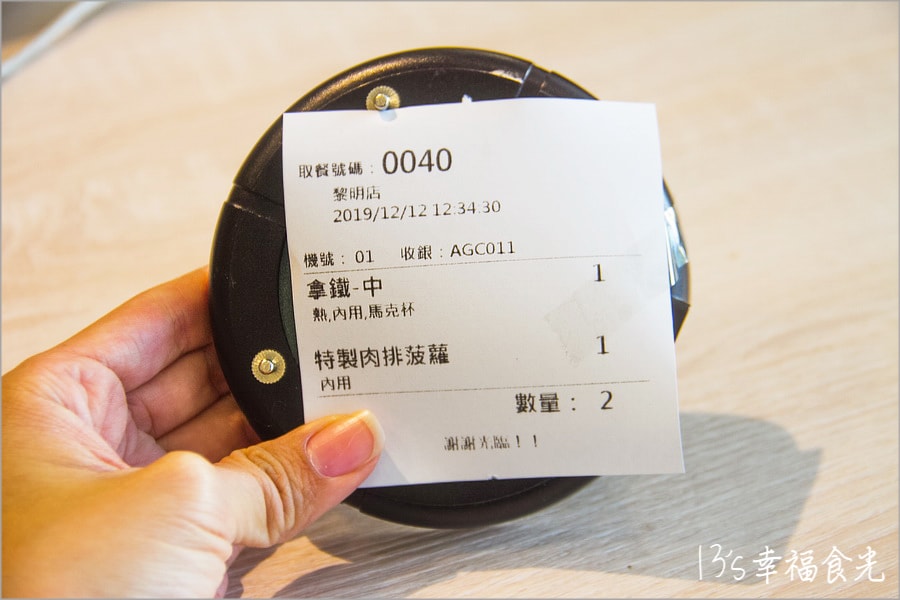 取餐號碼：0040
黎明店
2019/12/12 12:34:30
機號：01 收銀：AGC011
拿鐵-中 1
熱,內用,馬克杯
特製肉排菠蘿 1
內用
數量： 2
謝謝光臨！！
13's幸福食光